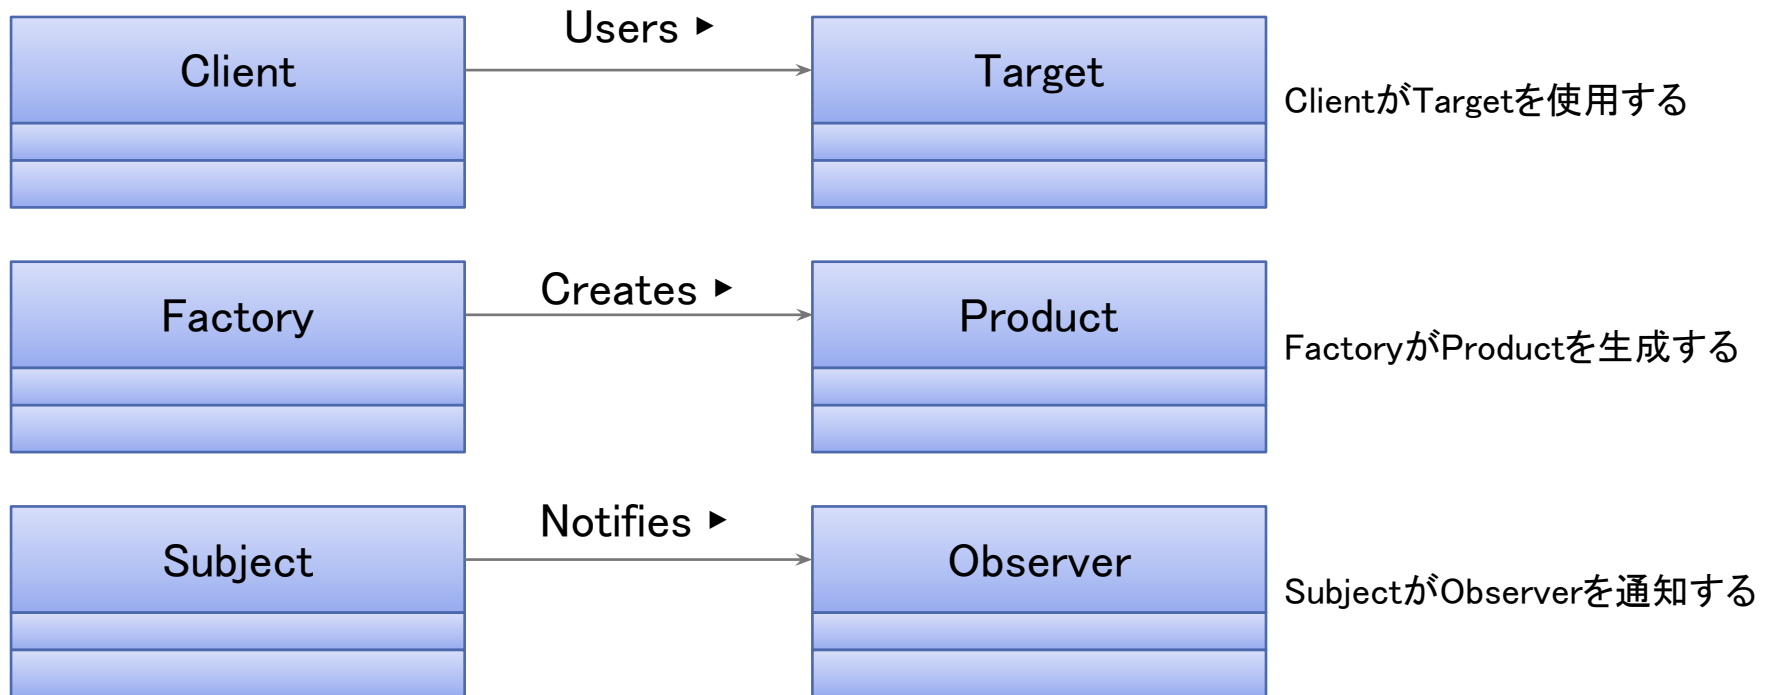 Users ▶
Client
Target
ClientがTargetを使用する
Creates ▶
Factory
Product
FactoryがProductを生成する
Notifies ▶
Subject
Observer
SubjectがObserverを通知する